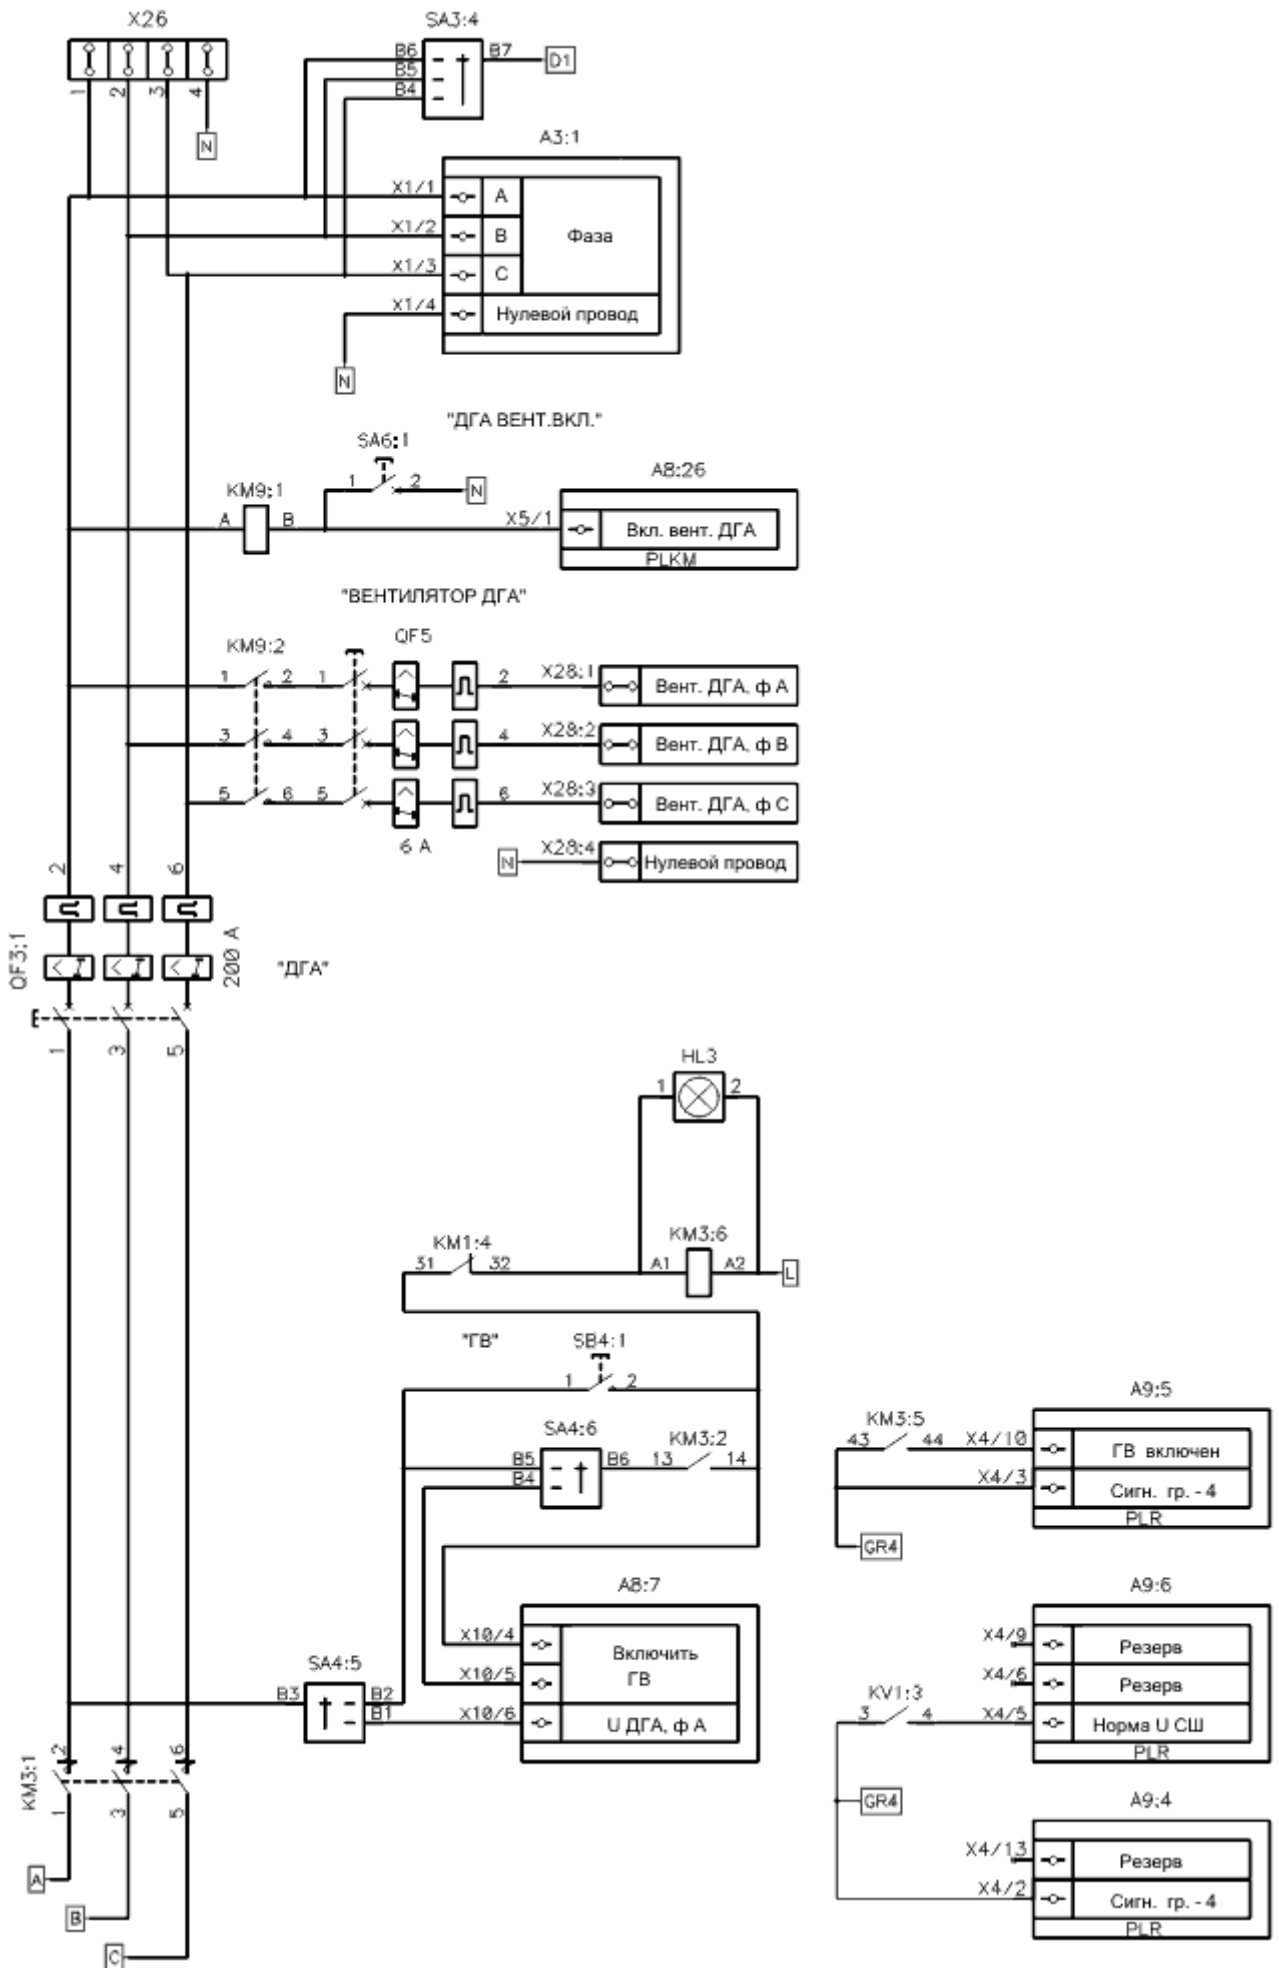 X26
SA3:4
1 2 3 4
N
B6
B5
B4
B7
D1
A3:1
X1/1
A
X1/2
B
Фаза
X1/3
C
X1/4
Нулевой провод
N
"ДГА ВЕНТ.ВКЛ."
SA6:1
1 2
N
KM9:1
A B
A8:26
X5/1
Вкл. вент. ДГА
PLKM
"ВЕНТИЛЯТОР ДГА"
KM9:2
QF5
1 2 1 2
X28:1
Вент. ДГА, ф А
3 4 3 4
X28:2
Вент. ДГА, ф В
5 6 5 6
X28:3
Вент. ДГА, ф С
6 A
N
X28:4
Нулевой провод
2 4 6
QF3:1
200 A
"ДГА"
1 3 5
HL3
1 2
KM1:4
31 32
KM3:6
A1 A2
L
"ГВ"
SB4:1
1 2
SA4:6
B5
B4
B6
KM3:2
13 14
A8:7
X10/4
Включить
ГВ
X10/5
X10/6
U ДГА, ф А
SA4:5
B3
B2
B1
2 4 6
KM3:1
1 3 5
A
B
C
A9:5
KM3:5
43 44
X4/10
ГВ включен
X4/3
Сигн. гр. - 4
PLR
GR4
A9:6
X4/9
Резерв
X4/6
Резерв
KV1:3
3 4
X4/5
Норма U СШ
PLR
GR4
A9:4
X4/13
Резерв
X4/2
Сигн. гр. - 4
PLR